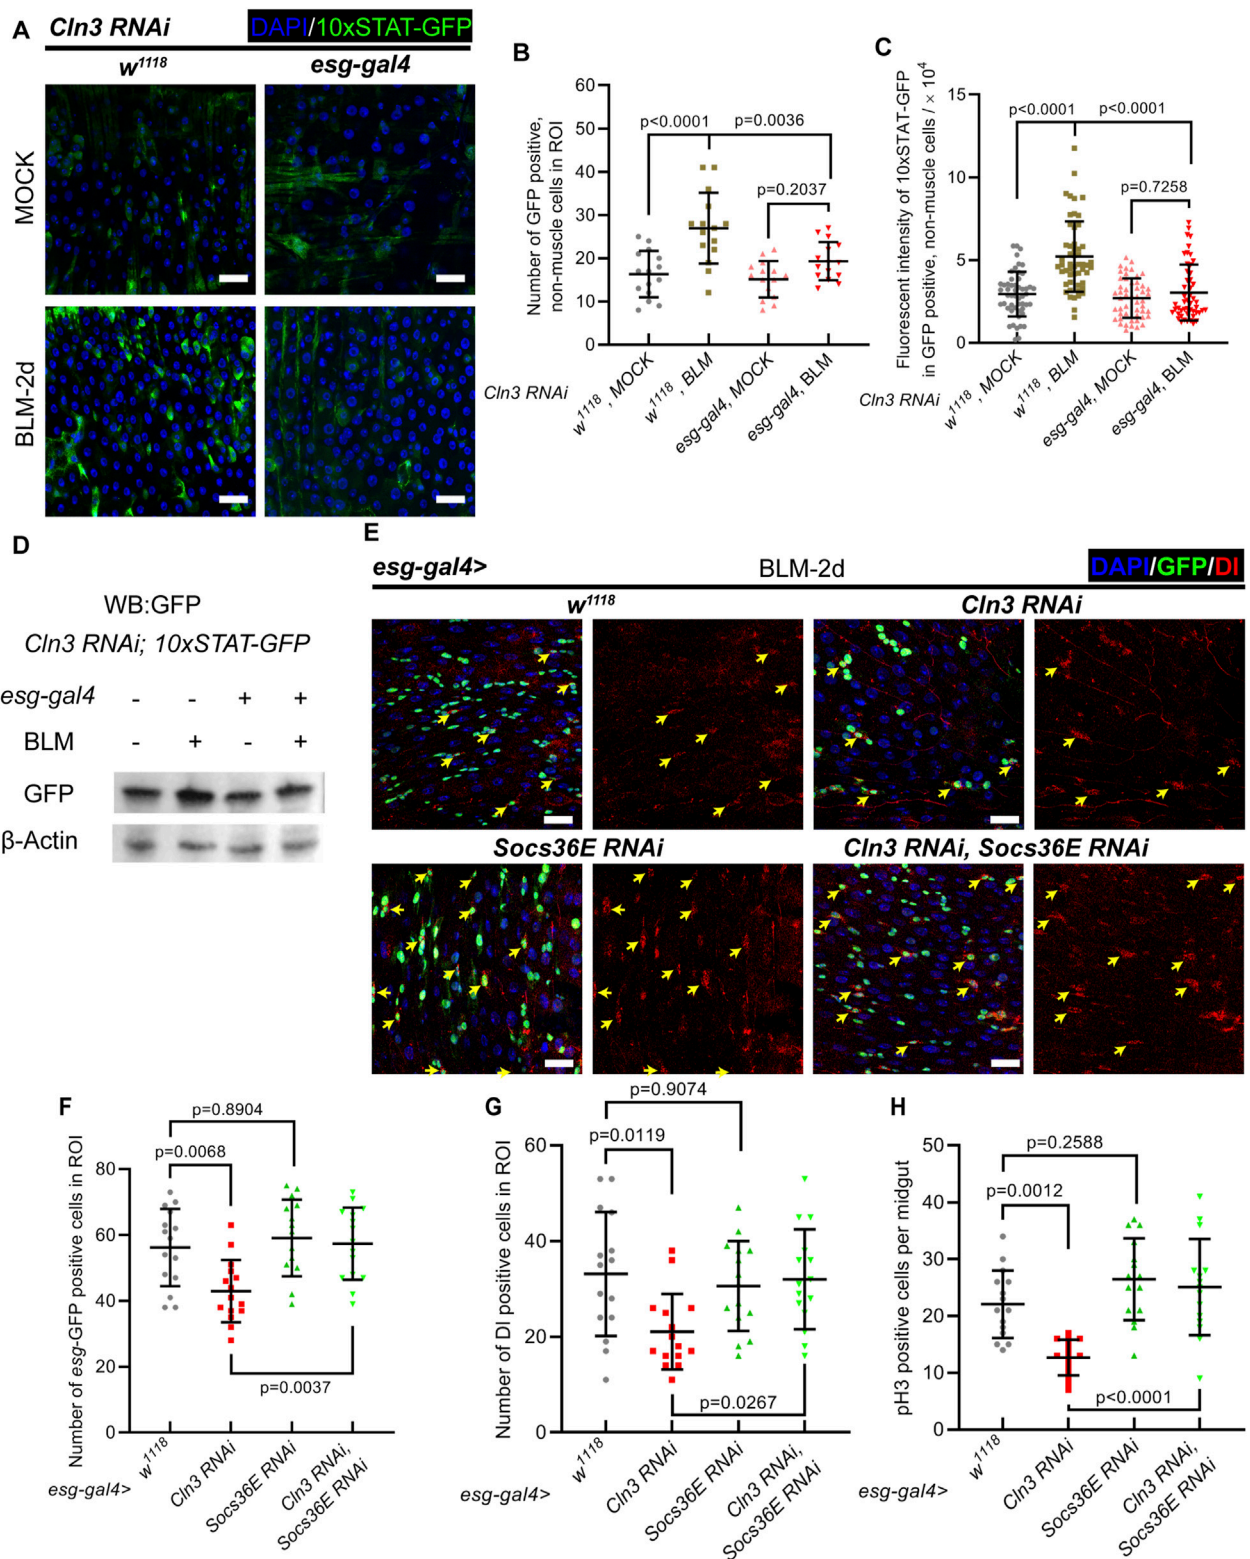 A
Cln3 RNAi
DAPI/10xSTAT-GFP
w1118
esg-gal4
MOCK
BLM-2d
B
Number of GFP positive,
non-muscle cells in ROI
60
50
40
30
20
10
0
p<0.0001
p=0.0036
p=0.2037
Cln3 RNAi
w1118, MOCK
w1118, BLM
esg-gal4, MOCK
esg-gal4, BLM
C
Fluorescent intensity of 10xSTAT-GFP
in GFP positive, non-muscle cells / × 10^4
15
10
5
0
p<0.0001
p<0.0001
p=0.7258
Cln3 RNAi
w1118, MOCK
w1118, BLM
esg-gal4, MOCK
esg-gal4, BLM
D
WB:GFP
Cln3 RNAi; 10xSTAT-GFP
esg-gal4 - - + +
BLM - + - +
GFP
β-Actin
E
esg-gal4>
BLM-2d
DAPI/GFP/Dl
w1118
Cln3 RNAi
Socs36E RNAi
Cln3 RNAi, Socs36E RNAi
F
Number of esg-GFP positive cells in ROI
80
60
40
20
0
p=0.8904
p=0.0068
p=0.0037
esg-gal4>
w1118
Cln3 RNAi
Socs36E RNAi
Cln3 RNAi,
Socs36E RNAi
G
Number of Dl positive cells in ROI
60
40
20
0
p=0.9074
p=0.0119
p=0.0267
esg-gal4>
w1118
Cln3 RNAi
Socs36E RNAi
Cln3 RNAi,
Socs36E RNAi
H
pH3 positive cells per midgut
50
40
30
20
10
0
p=0.2588
p=0.0012
p<0.0001
esg-gal4>
w1118
Cln3 RNAi
Socs36E RNAi
Cln3 RNAi,
Socs36E RNAi